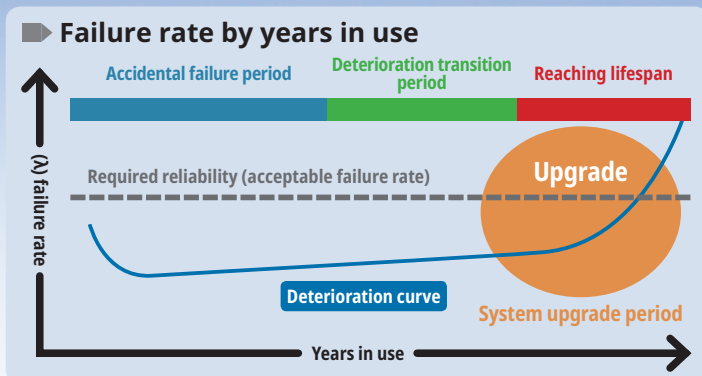 Failure rate by years in use
Accidental failure period
Deterioration transition
period
Reaching lifespan
(λ) failure rate
Required reliability (acceptable failure rate)
Upgrade
Deterioration curve
System upgrade period
Years in use